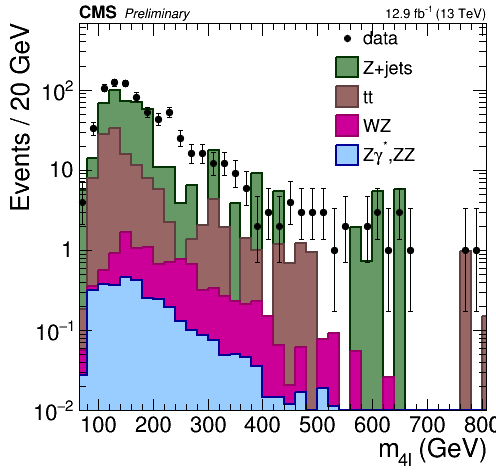 CMS Preliminary 12.9 fb⁻¹ (13 TeV)
data
Z+jets
tt
WZ
Zγ*,ZZ
Events / 20 GeV
10²
10
1
10⁻¹
10⁻²
100 200 300 400 500 600 700 800
m₄ₗ (GeV)